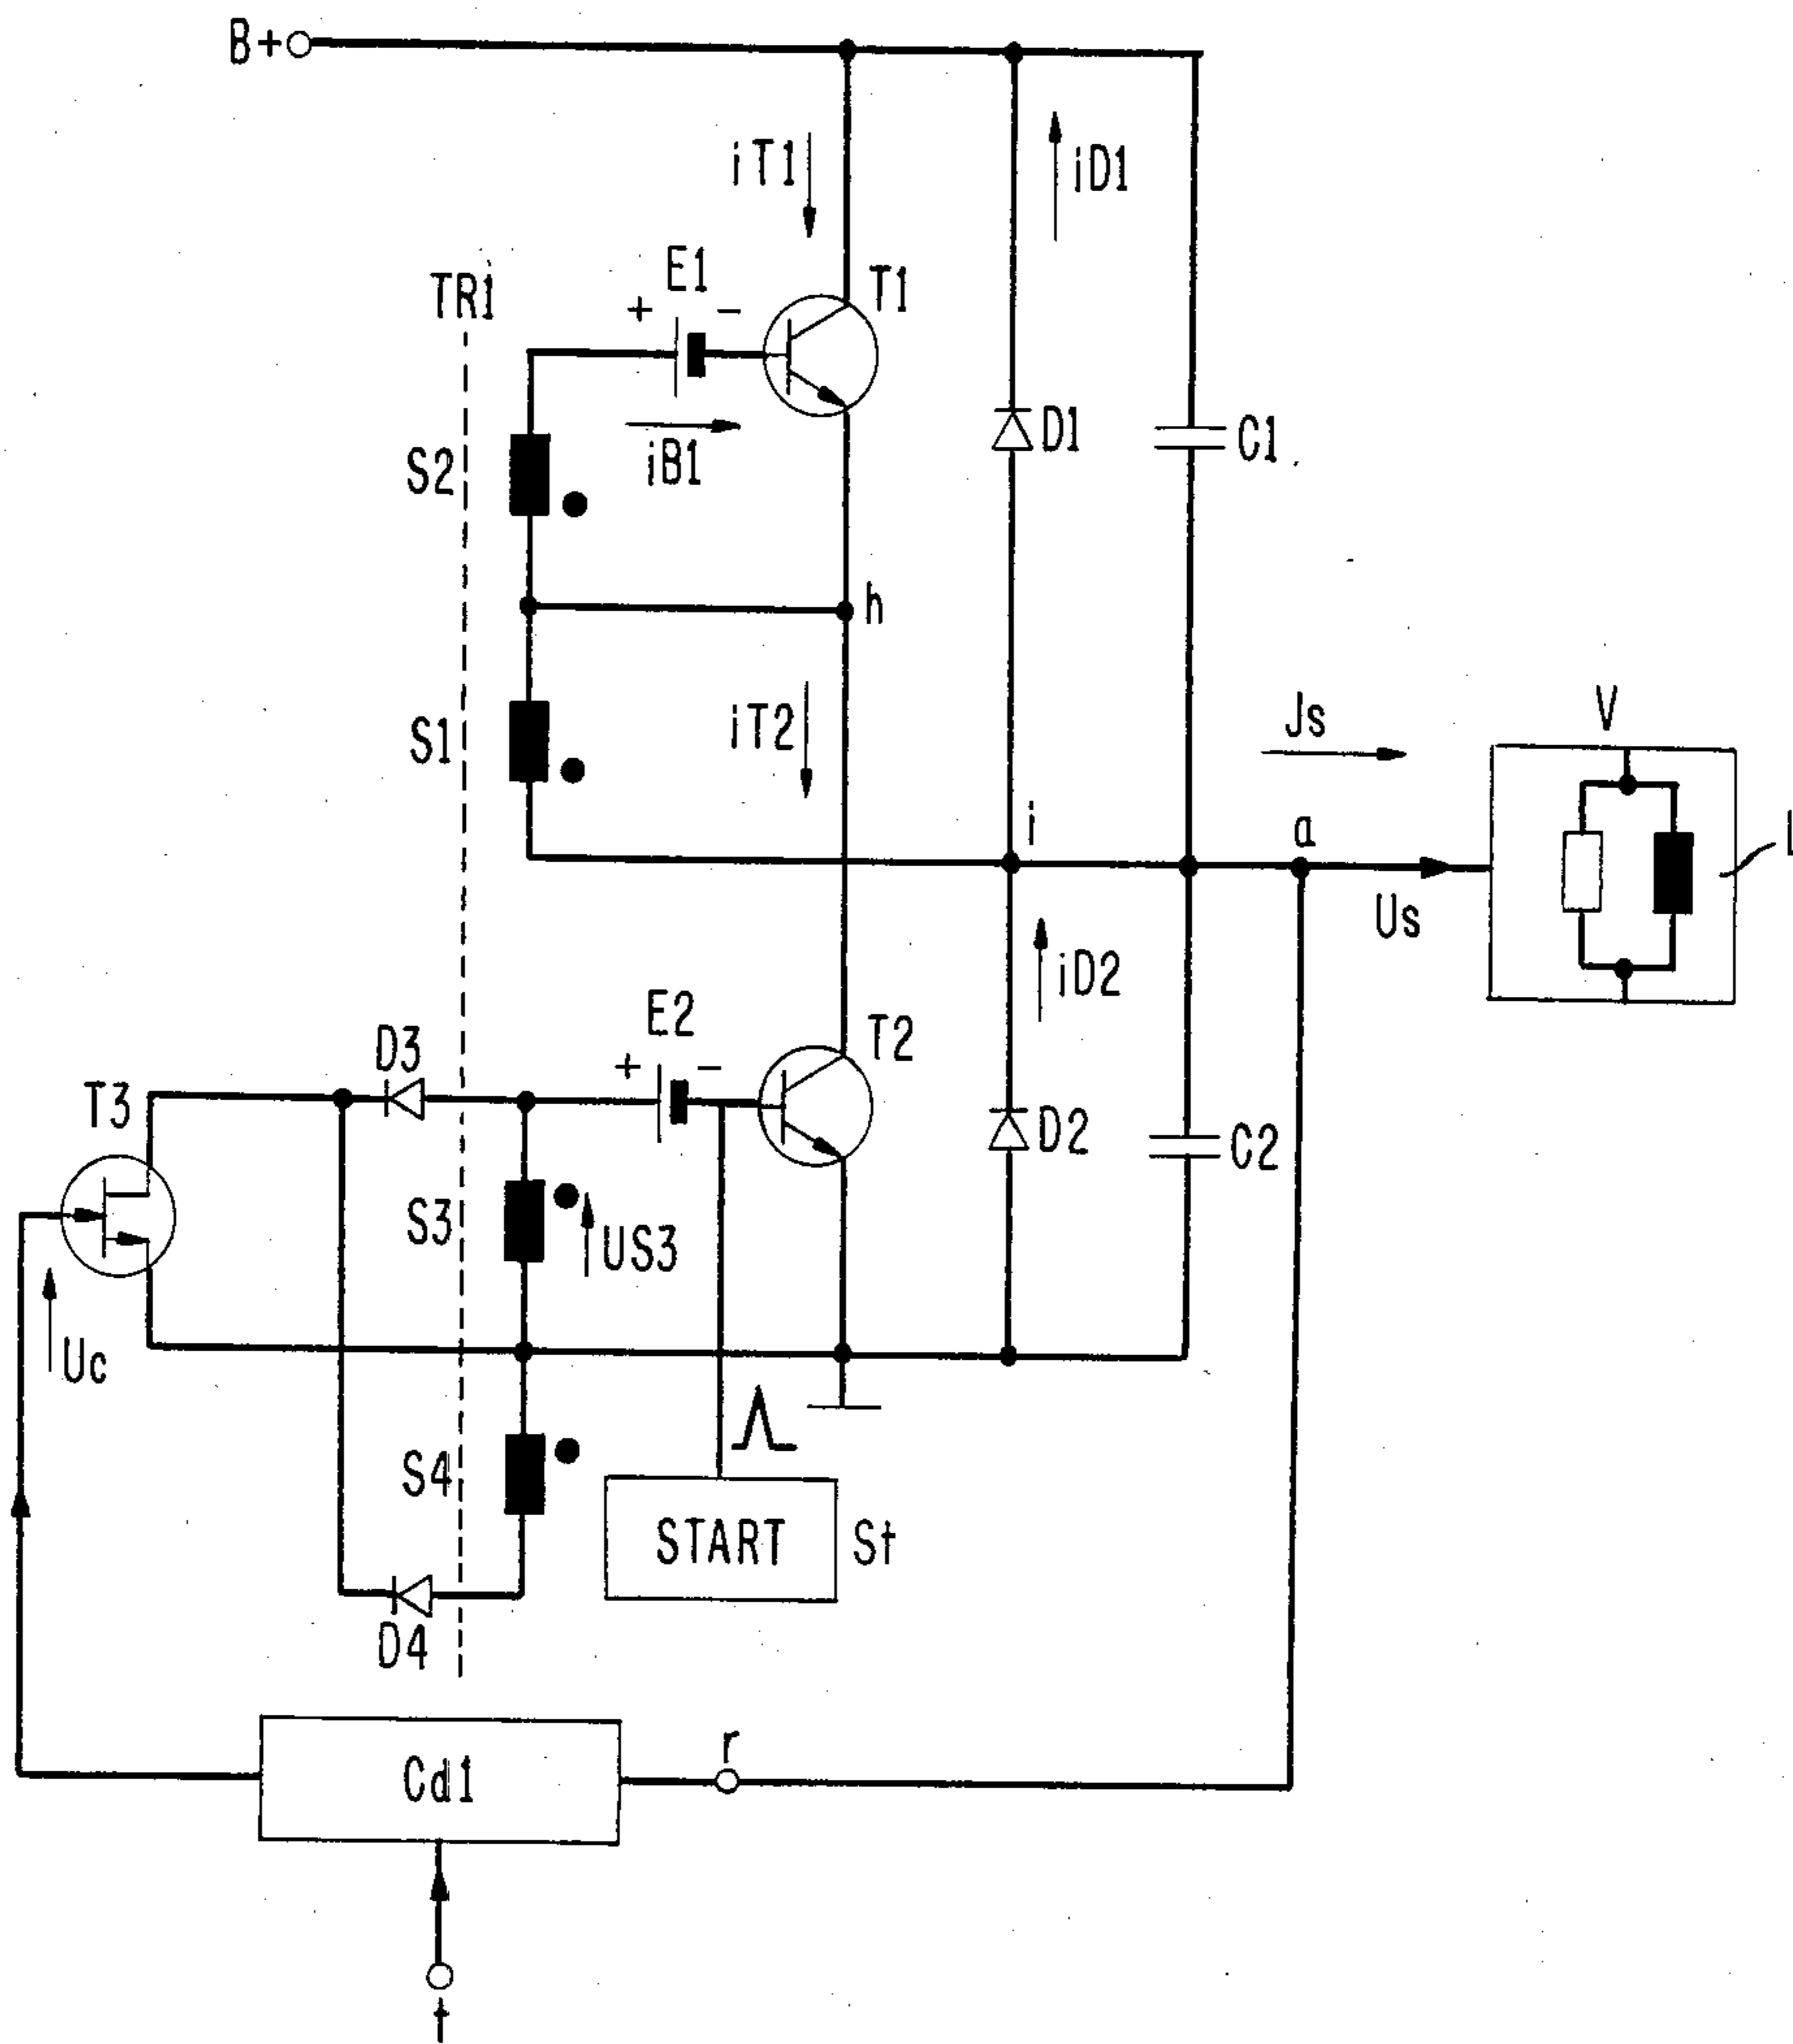 B+
iT1
iD1
E1
T1
TR1
+ -
D1
C1
S2
iB1
h
S1
iT2
Js
V
i
a
L
Us
iD2
E2
T2
D3
+ -
T3
D2
C2
S3
US3
Uc
S4
START
St
D4
r
Cd1
t